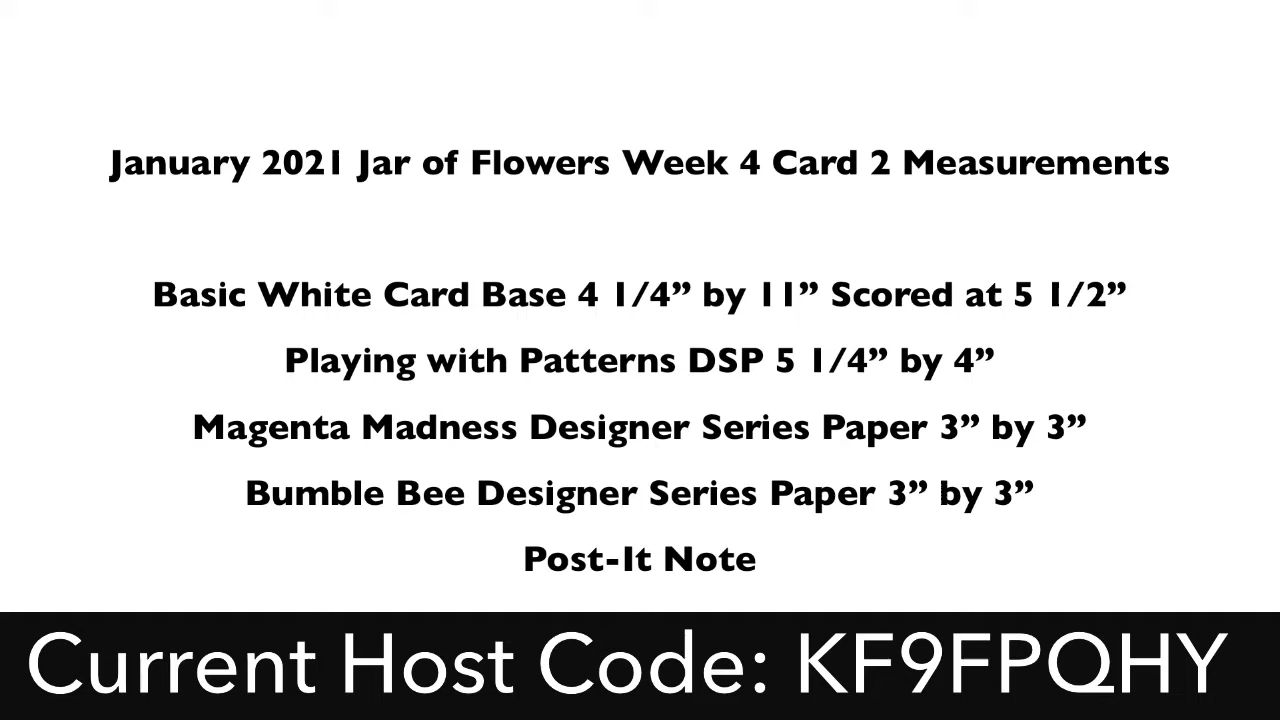 January 2021 Jar of Flowers Week 4 Card 2 Measurements
Basic White Card Base 4 1/4” by 11” Scored at 5 1/2”
Playing with Patterns DSP 5 1/4” by 4”
Magenta Madness Designer Series Paper 3” by 3”
Bumble Bee Designer Series Paper 3” by 3”
Post-It Note
Current Host Code: KF9FPQHY